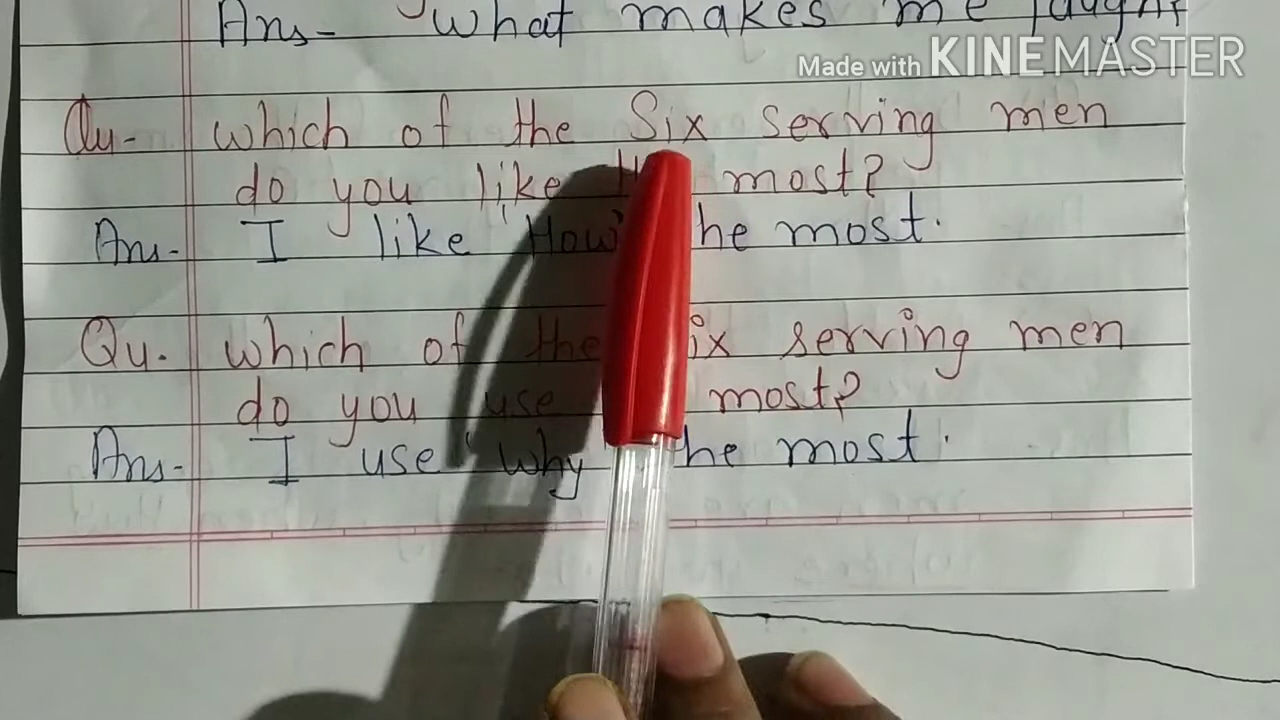 Ans- What makes me laugh?
Made with KINEMASTER
Qu- which of the Six serving men
do you like most?
Ans- I like 'How' he most.
Qu. which of the ix serving men
do you use most?
Ans- I use 'why he most.